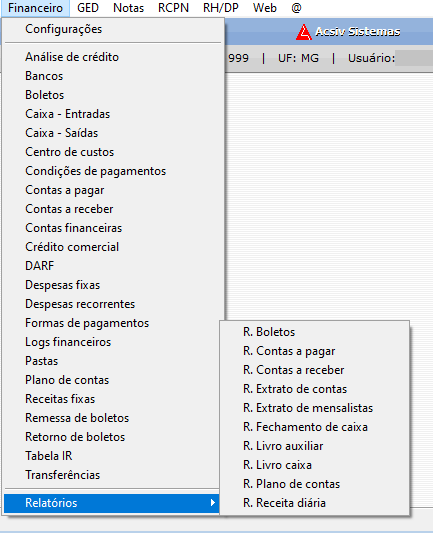 Financeiro GED Notas RCPN RH/DP Web @
Configurações
Acsiv Sistemas
Análise de crédito
999 | UF: MG | Usuário:
Bancos
Boletos
Caixa - Entradas
Caixa - Saídas
Centro de custos
Condições de pagamentos
Contas a pagar
Contas a receber
Contas financeiras
Crédito comercial
DARF
Despesas fixas
Despesas recorrentes
Formas de pagamentos
Logs financeiros
Pastas
Plano de contas
Receitas fixas
Remessa de boletos
Retorno de boletos
Tabela IR
Transferências
Relatórios
R. Boletos
R. Contas a pagar
R. Contas a receber
R. Extrato de contas
R. Extrato de mensalistas
R. Fechamento de caixa
R. Livro auxiliar
R. Livro caixa
R. Plano de contas
R. Receita diária